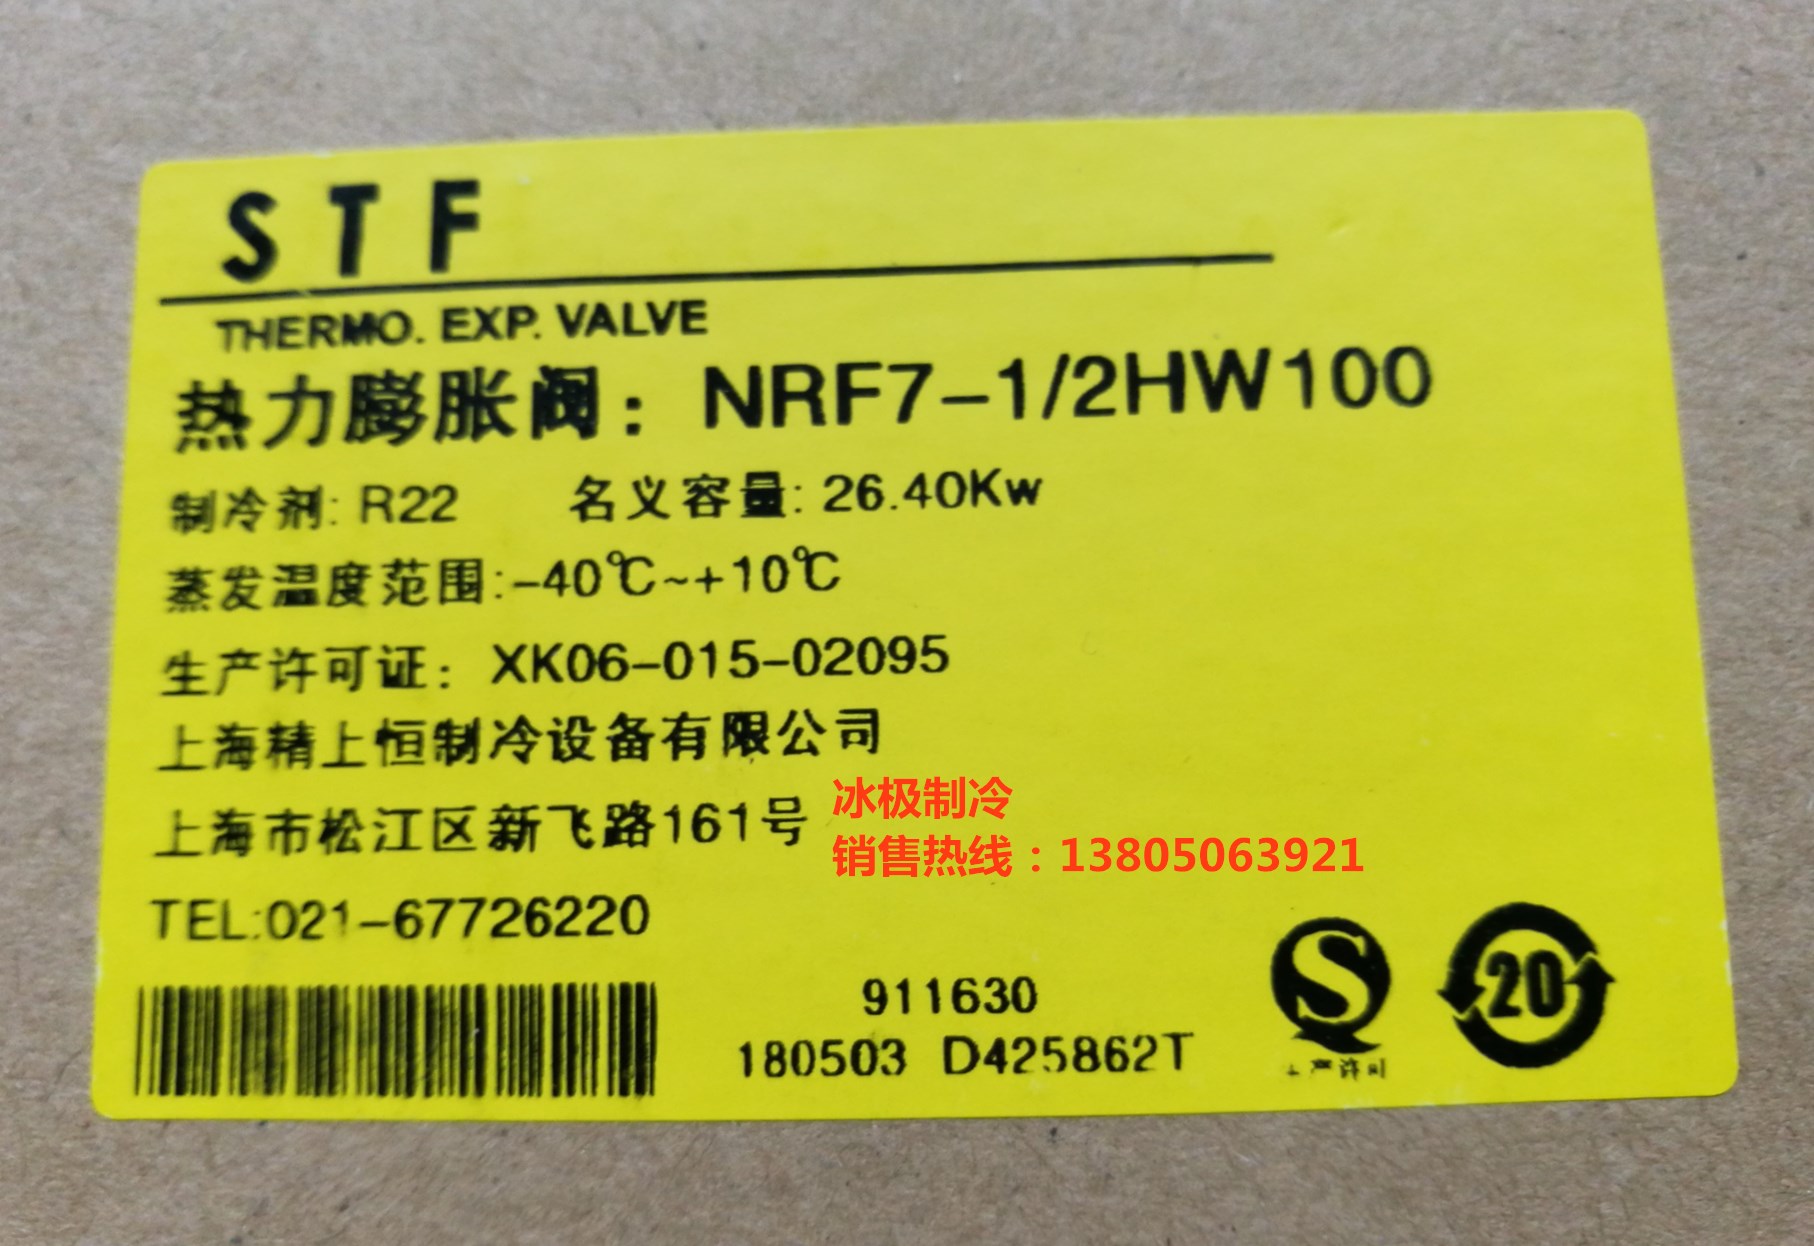 STF
THERMO. EXP. VALVE
热力膨胀阀：NRF7-1/2HW100
制冷剂: R22 名义容量: 26.40Kw
蒸发温度范围:-40℃~+10℃
生产许可证：XK06-015-02095
上海精上恒制冷设备有限公司
上海市松江区新飞路161号
冰极制冷
销售热线：13805063921
TEL:021-67726220
911630
180503 D425862T
S
产许可
20